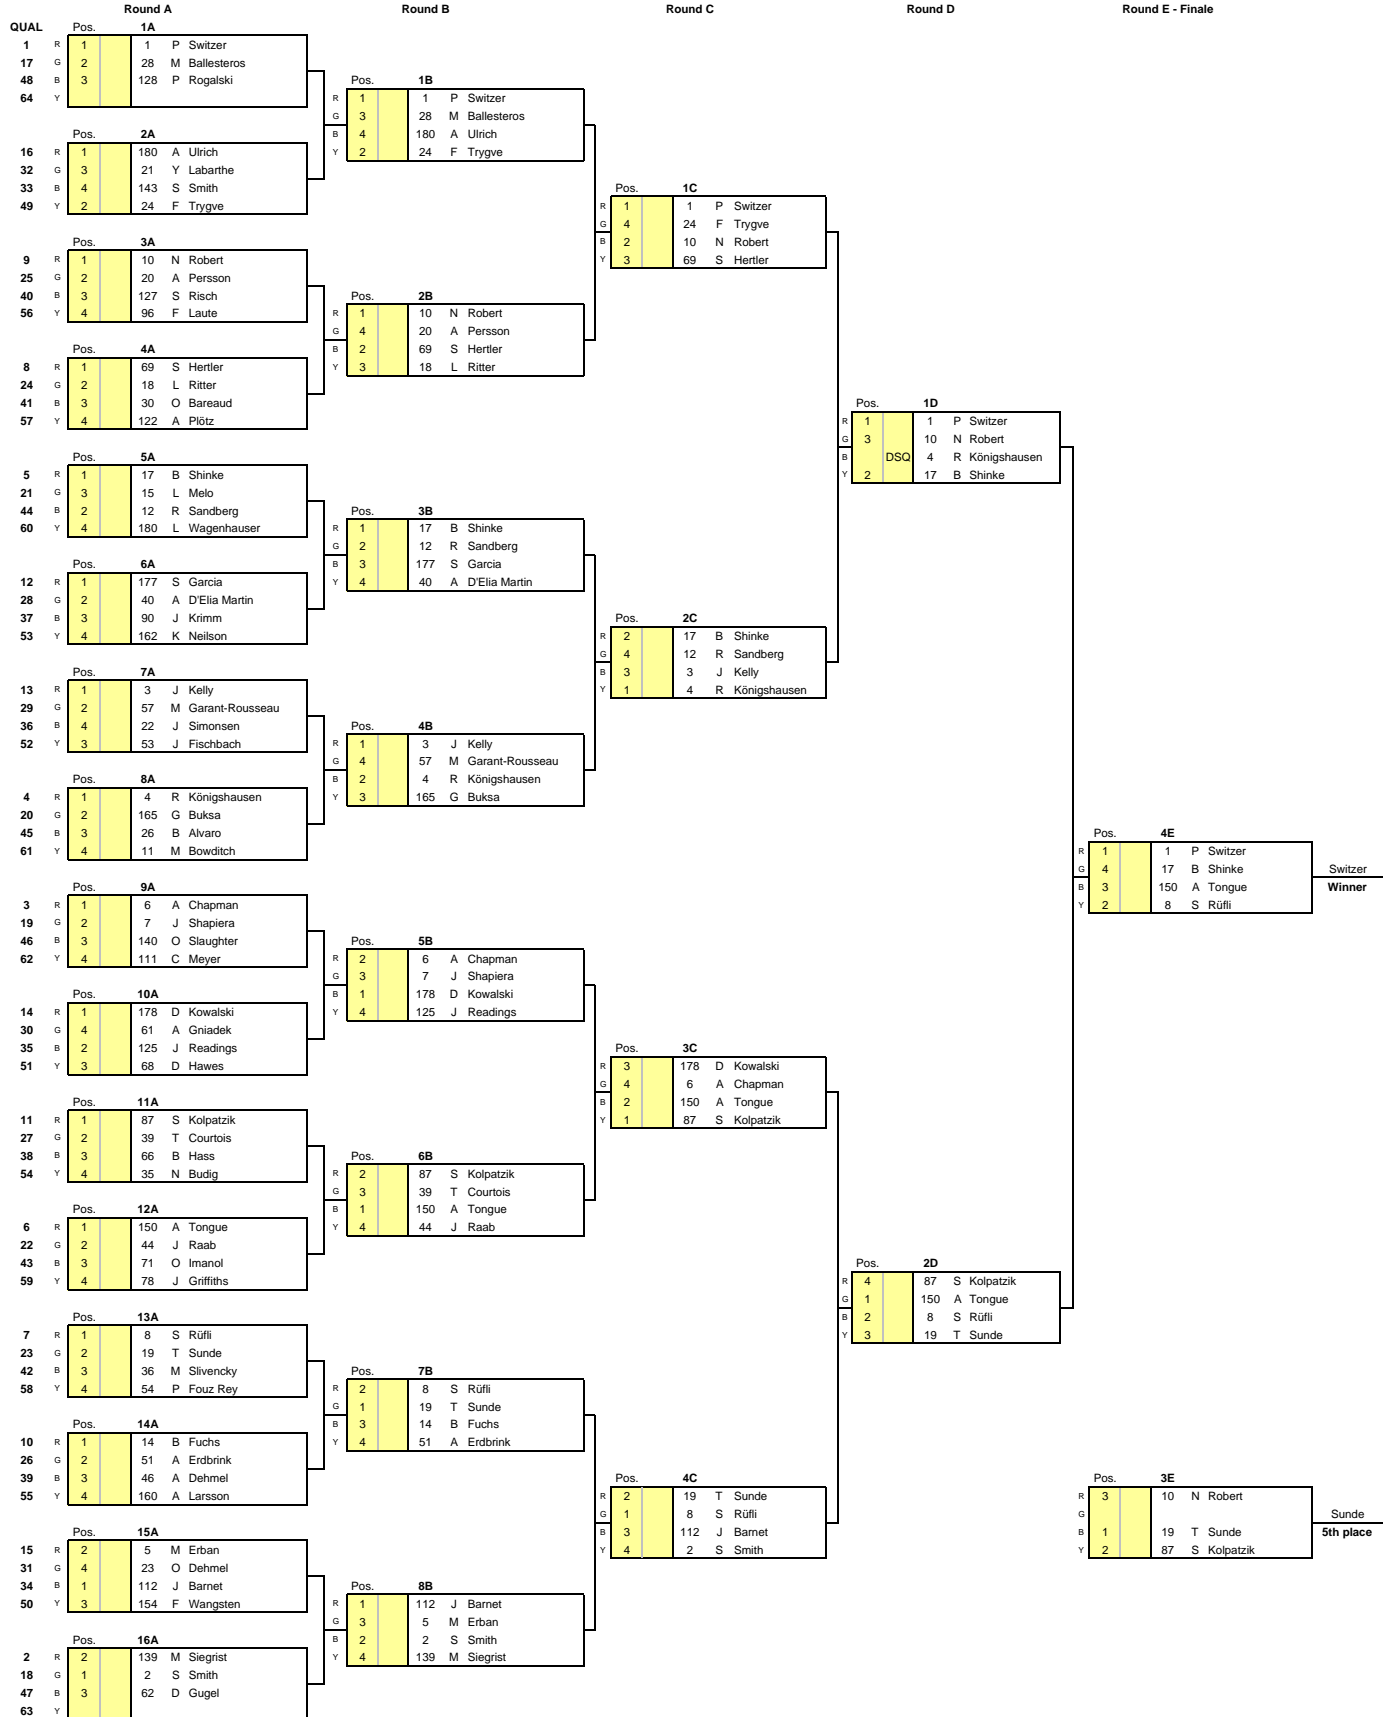 Round A Round B Round C Round D Round E - Finale
QUAL Pos. 1A
1 R 1 1 P Switzer
17 G 2 28 M Ballesteros
48 B 3 128 P Rogalski
64 Y
Pos. 2A
16 R 1 180 A Ulrich
32 G 3 21 Y Labarthe
33 B 4 143 S Smith
49 Y 2 24 F Trygve
Pos. 3A
9 R 1 10 N Robert
25 G 2 20 A Persson
40 B 3 127 S Risch
56 Y 4 96 F Laute
Pos. 4A
8 R 1 69 S Hertler
24 G 2 18 L Ritter
41 B 3 30 O Bareaud
57 Y 4 122 A Plötz
Pos. 5A
5 R 1 17 B Shinke
21 G 3 15 L Melo
44 B 2 12 R Sandberg
60 Y 4 180 L Wagenhauser
Pos. 6A
12 R 1 177 S Garcia
28 G 2 40 A D'Elia Martin
37 B 3 90 J Krimm
53 Y 4 162 K Neilson
Pos. 7A
13 R 1 3 J Kelly
29 G 2 57 M Garant-Rousseau
36 B 4 22 J Simonsen
52 Y 3 53 J Fischbach
Pos. 8A
4 R 1 4 R Königshausen
20 G 2 165 G Buksa
45 B 3 26 B Alvaro
61 Y 4 11 M Bowditch
Pos. 9A
3 R 1 6 A Chapman
19 G 2 7 J Shapiera
46 B 3 140 O Slaughter
62 Y 4 111 C Meyer
Pos. 10A
14 R 1 178 D Kowalski
30 G 4 61 A Gniadek
35 B 2 125 J Readings
51 Y 3 68 D Hawes
Pos. 11A
11 R 1 87 S Kolpatzik
27 G 2 39 T Courtois
38 B 3 66 B Hass
54 Y 4 35 N Budig
Pos. 12A
6 R 1 150 A Tongue
22 G 2 44 J Raab
43 B 3 71 O Imanol
59 Y 4 78 J Griffiths
Pos. 13A
7 R 1 8 S Rüfli
23 G 2 19 T Sunde
42 B 3 36 M Slivencky
58 Y 4 54 P Fouz Rey
Pos. 14A
10 R 1 14 B Fuchs
26 G 2 51 A Erdbrink
39 B 3 46 A Dehmel
55 Y 4 160 A Larsson
Pos. 15A
15 R 2 5 M Erban
31 G 4 23 O Dehmel
34 B 1 112 J Barnet
50 Y 3 154 F Wangsten
Pos. 16A
2 R 2 139 M Siegrist
18 G 1 2 S Smith
47 B 3 62 D Gugel
63 Y
Pos. 1B
R 1 1 P Switzer
G 3 28 M Ballesteros
B 4 180 A Ulrich
Y 2 24 F Trygve
Pos. 2B
R 1 10 N Robert
G 4 20 A Persson
B 2 69 S Hertler
Y 3 18 L Ritter
Pos. 3B
R 1 17 B Shinke
G 2 12 R Sandberg
B 3 177 S Garcia
Y 4 40 A D'Elia Martin
Pos. 4B
R 1 3 J Kelly
G 4 57 M Garant-Rousseau
B 2 4 R Königshausen
Y 3 165 G Buksa
Pos. 5B
R 2 6 A Chapman
G 3 7 J Shapiera
B 1 178 D Kowalski
Y 4 125 J Readings
Pos. 6B
R 2 87 S Kolpatzik
G 3 39 T Courtois
B 1 150 A Tongue
Y 4 44 J Raab
Pos. 7B
R 2 8 S Rüfli
G 1 19 T Sunde
B 3 14 B Fuchs
Y 4 51 A Erdbrink
Pos. 8B
R 1 112 J Barnet
G 3 5 M Erban
B 2 2 S Smith
Y 4 139 M Siegrist
Pos. 1C
R 1 1 P Switzer
G 4 24 F Trygve
B 2 10 N Robert
Y 3 69 S Hertler
Pos. 2C
R 2 17 B Shinke
G 4 12 R Sandberg
B 3 3 J Kelly
Y 1 4 R Königshausen
Pos. 3C
R 3 178 D Kowalski
G 4 6 A Chapman
B 2 150 A Tongue
Y 1 87 S Kolpatzik
Pos. 4C
R 2 19 T Sunde
G 1 8 S Rüfli
B 3 112 J Barnet
Y 4 2 S Smith
Pos. 1D
R 1 1 P Switzer
G 3 10 N Robert
B DSQ 4 R Königshausen
Y 2 17 B Shinke
Pos. 2D
R 4 87 S Kolpatzik
G 1 150 A Tongue
B 2 8 S Rüfli
Y 3 19 T Sunde
Pos. 4E
R 1 1 P Switzer
G 4 17 B Shinke
B 3 150 A Tongue
Y 2 8 S Rüfli
Switzer
Winner
Pos. 3E
R 3 10 N Robert
G
B 1 19 T Sunde
Y 2 87 S Kolpatzik
Sunde
5th place